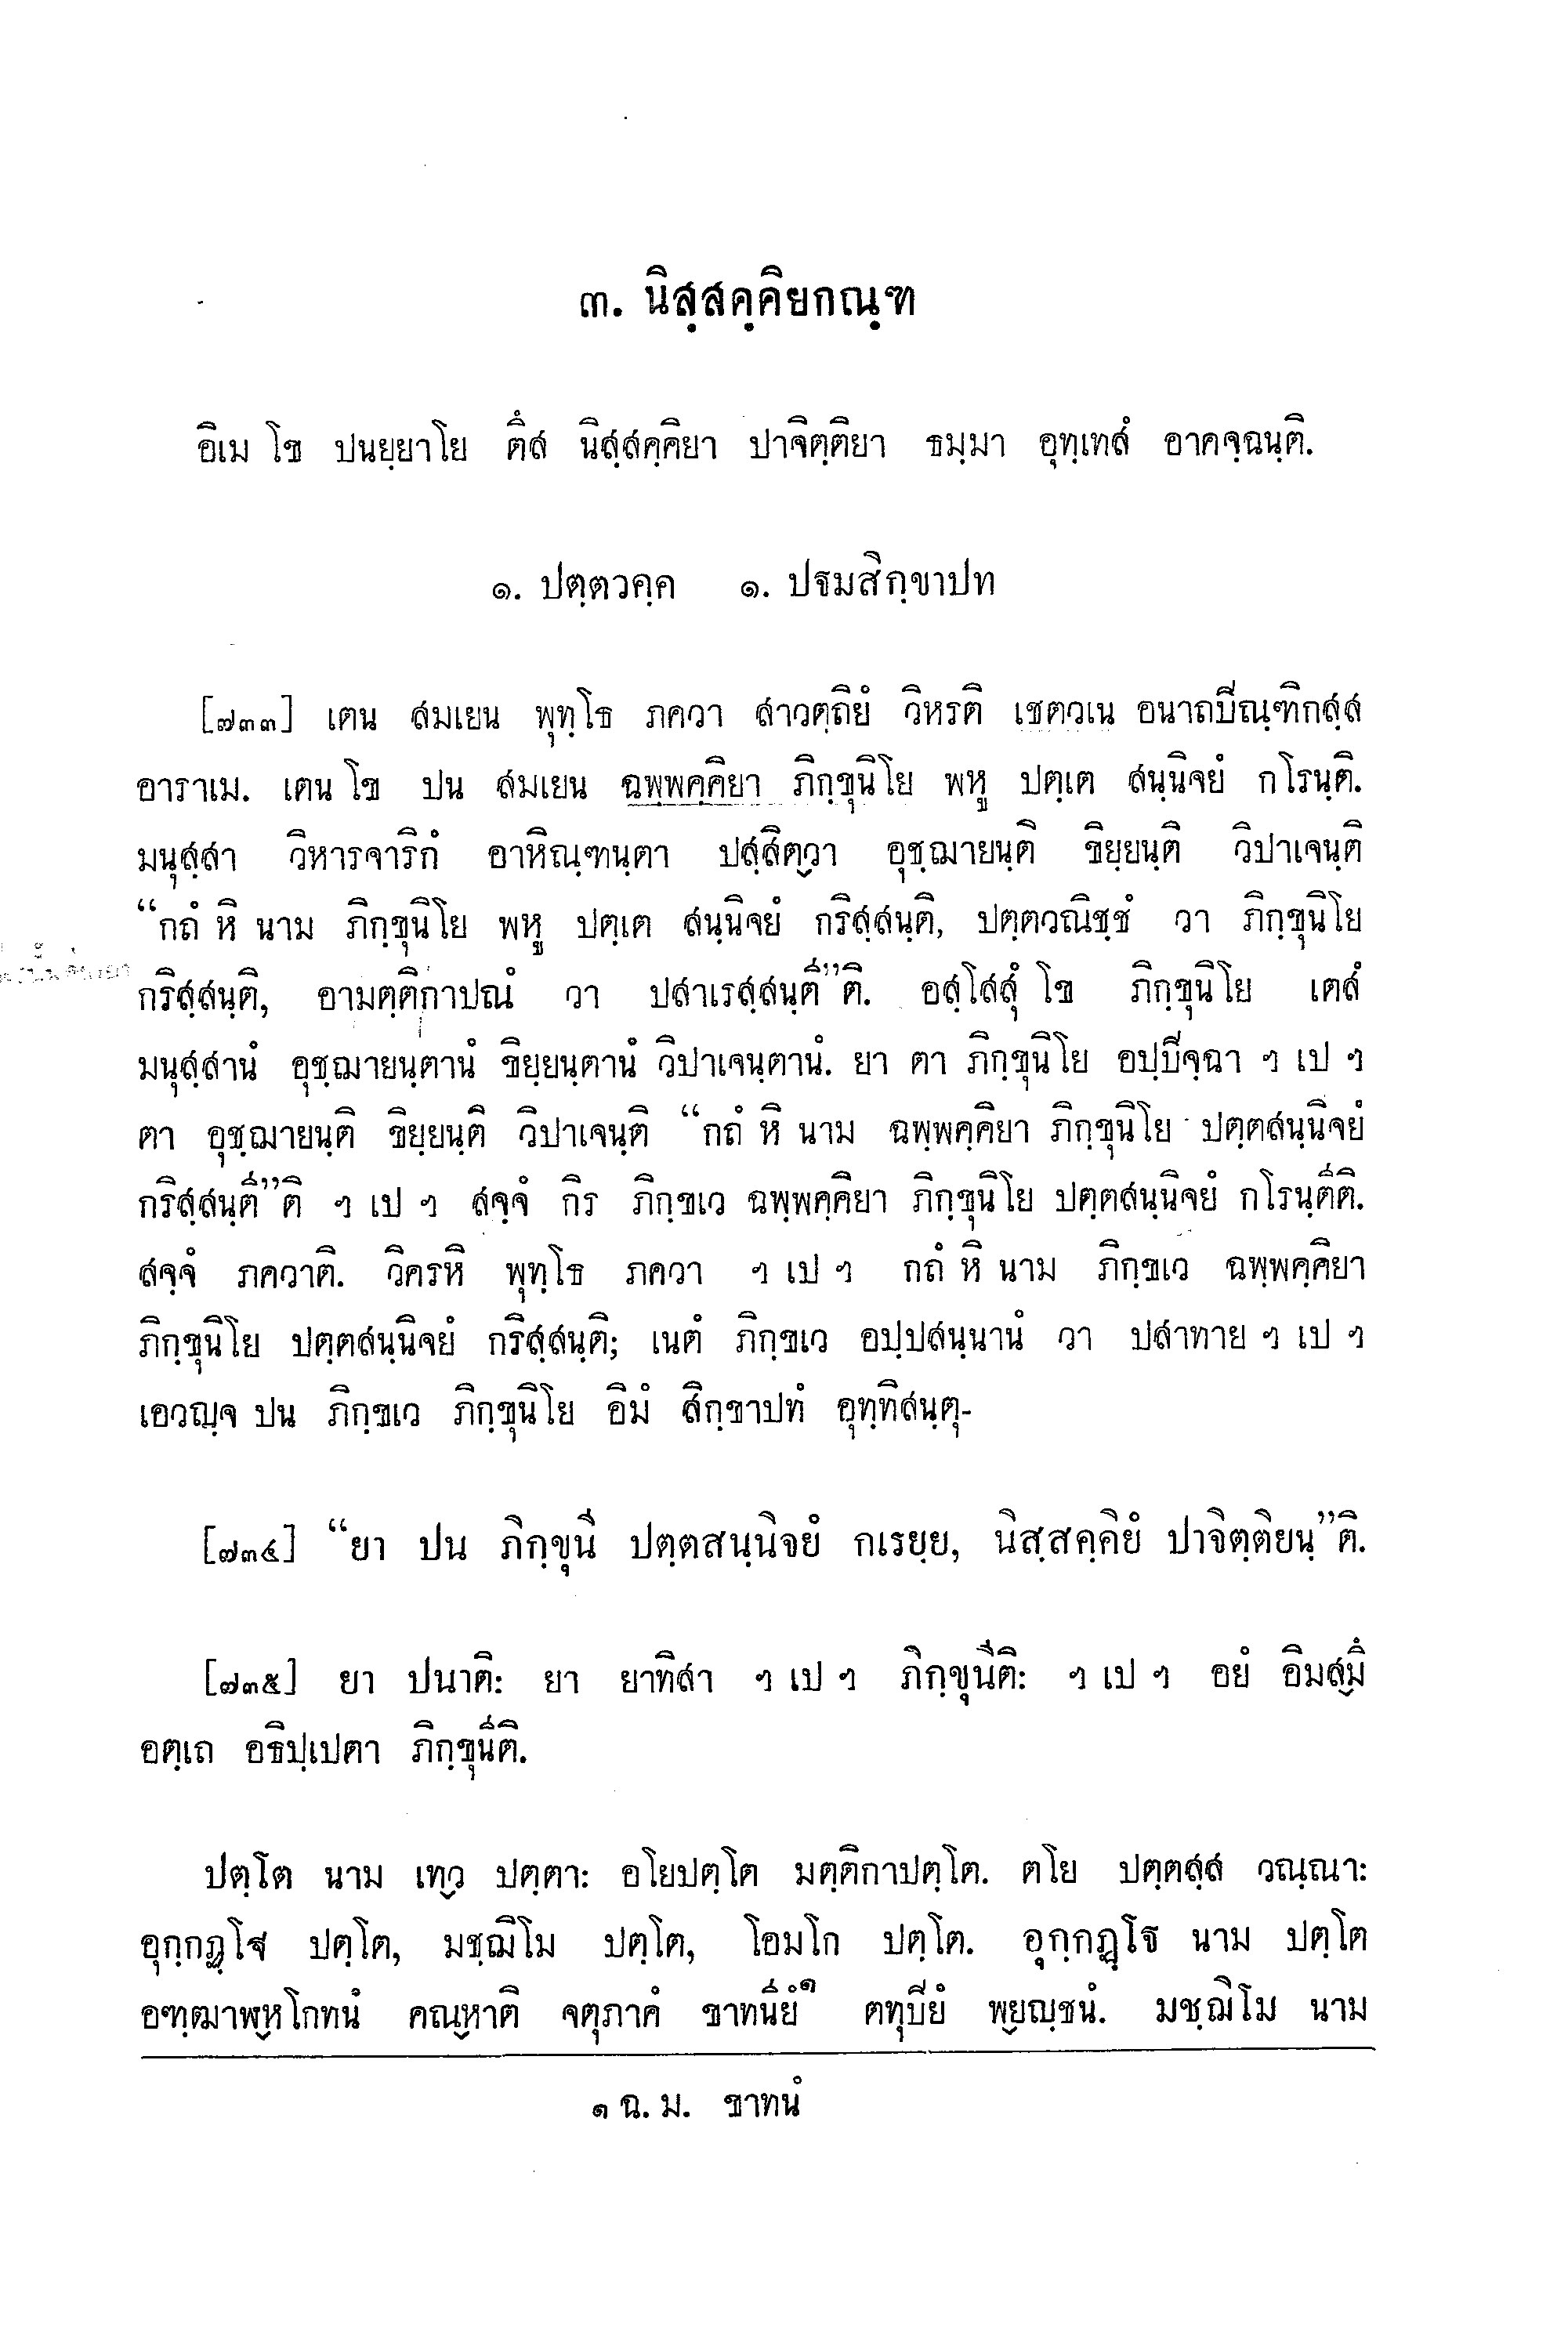 ๓. นิสฺสคฺคิยกณฺฑ
อิเม โข ปนยฺยาโย ตึส นิสฺสคฺคิยา ปาจิตฺติยา ธมฺมา อุทฺเทสํ อาคจฺฉนฺติ.
๑. ปตฺตวคฺค ๑. ปฐมสิกฺขาปท
[๗๓๓] เตน สมเยน พุทฺโธ ภควา สาวตฺถิยํ วิหรติ เชตวเน อนาถปิณฺฑิกสฺส
อาราเม. เตน โข ปน สมเยน ฉพฺพคฺคิยา ภิกฺขุนิโย พหู ปตฺเต สนฺนิจยํ กโรนฺติ.
มนุสฺสา วิหารจาริกํ อาหิณฺฑนฺตา ปสฺสิตฺวา อุชฺฌายนฺติ ขิยฺยนฺติ วิปาเจนฺติ
“กถํ หิ นาม ภิกฺขุนิโย พหู ปตฺเต สนฺนิจยํ กริสฺสนฺติ, ปตฺตวณิชฺชํ วา ภิกฺขุนิโย
กริสฺสนฺติ, อามตฺติกาปณํ วา ปสาเรสฺสนฺตี”ติ. อสฺโสสุํ โข ภิกฺขุนิโย เตสํ
มนุสฺสานํ อุชฺฌายนฺตานํ ขิยฺยนฺตานํ วิปาเจนฺตานํ. ยา ตา ภิกฺขุนิโย อปฺปิจฺฉา ฯ เป ฯ
ตา อุชฺฌายนฺติ ขิยฺยนฺติ วิปาเจนฺติ “กถํ หิ นาม ฉพฺพคฺคิยา ภิกฺขุนิโย ปตฺตสนฺนิจยํ
กริสฺสนฺตี”ติ ฯ เป ฯ สจฺจํ กิร ภิกฺขเว ฉพฺพคฺคิยา ภิกฺขุนิโย ปตฺตสนฺนิจยํ กโรนฺตีติ.
สจฺจํ ภควาติ. วิครหิ พุทฺโธ ภควา ฯ เป ฯ กถํ หิ นาม ภิกฺขเว ฉพฺพคฺคิยา
ภิกฺขุนิโย ปตฺตสนฺนิจยํ กริสฺสนฺติ; เนตํ ภิกฺขเว อปฺปสนฺนานํ วา ปสาทาย ฯ เป ฯ
เอวญฺจ ปน ภิกฺขเว ภิกฺขุนิโย อิมํ สิกฺขาปทํ อุทฺทิสนฺตุ-
[๗๓๔] “ยา ปน ภิกฺขุนี ปตฺตสนฺนิจยํ กเรยฺย, นิสฺสคฺคิยํ ปาจิตฺติยนฺ”ติ.
[๗๓๕] ยา ปนาติ: ยา ยาทิสา ฯ เป ฯ ภิกฺขุนีติ: ฯ เป ฯ อยํ อิมสฺมึ
อตฺเถ อธิปฺเปตา ภิกฺขุนีติ.
ปตฺโต นาม เทฺว ปตฺตา: อโยปตฺโต มตฺติกาปตฺโต. ตโย ปตฺตสฺส วณฺณา:
อุกฺกฏฺโฐ ปตฺโต, มชฺฌิโม ปตฺโต, โอมโก ปตฺโต. อุกฺกฏฺโฐ นาม ปตฺโต
อฑฺฒาฬฺหโกทนํ คณฺหาติ จตุภาคํ ขาทนียํ๑ ตทุปิยํ พฺยญฺชนํ. มชฺฌิโม นาม
๑ ฉ. ม. ขาทนํ